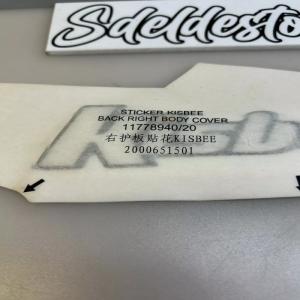 Sdeldesto
STICKER KISBEE
BACK RIGHT BODY COVER
11778940/20
右护板贴花KISBEE
2000651501
Kisb